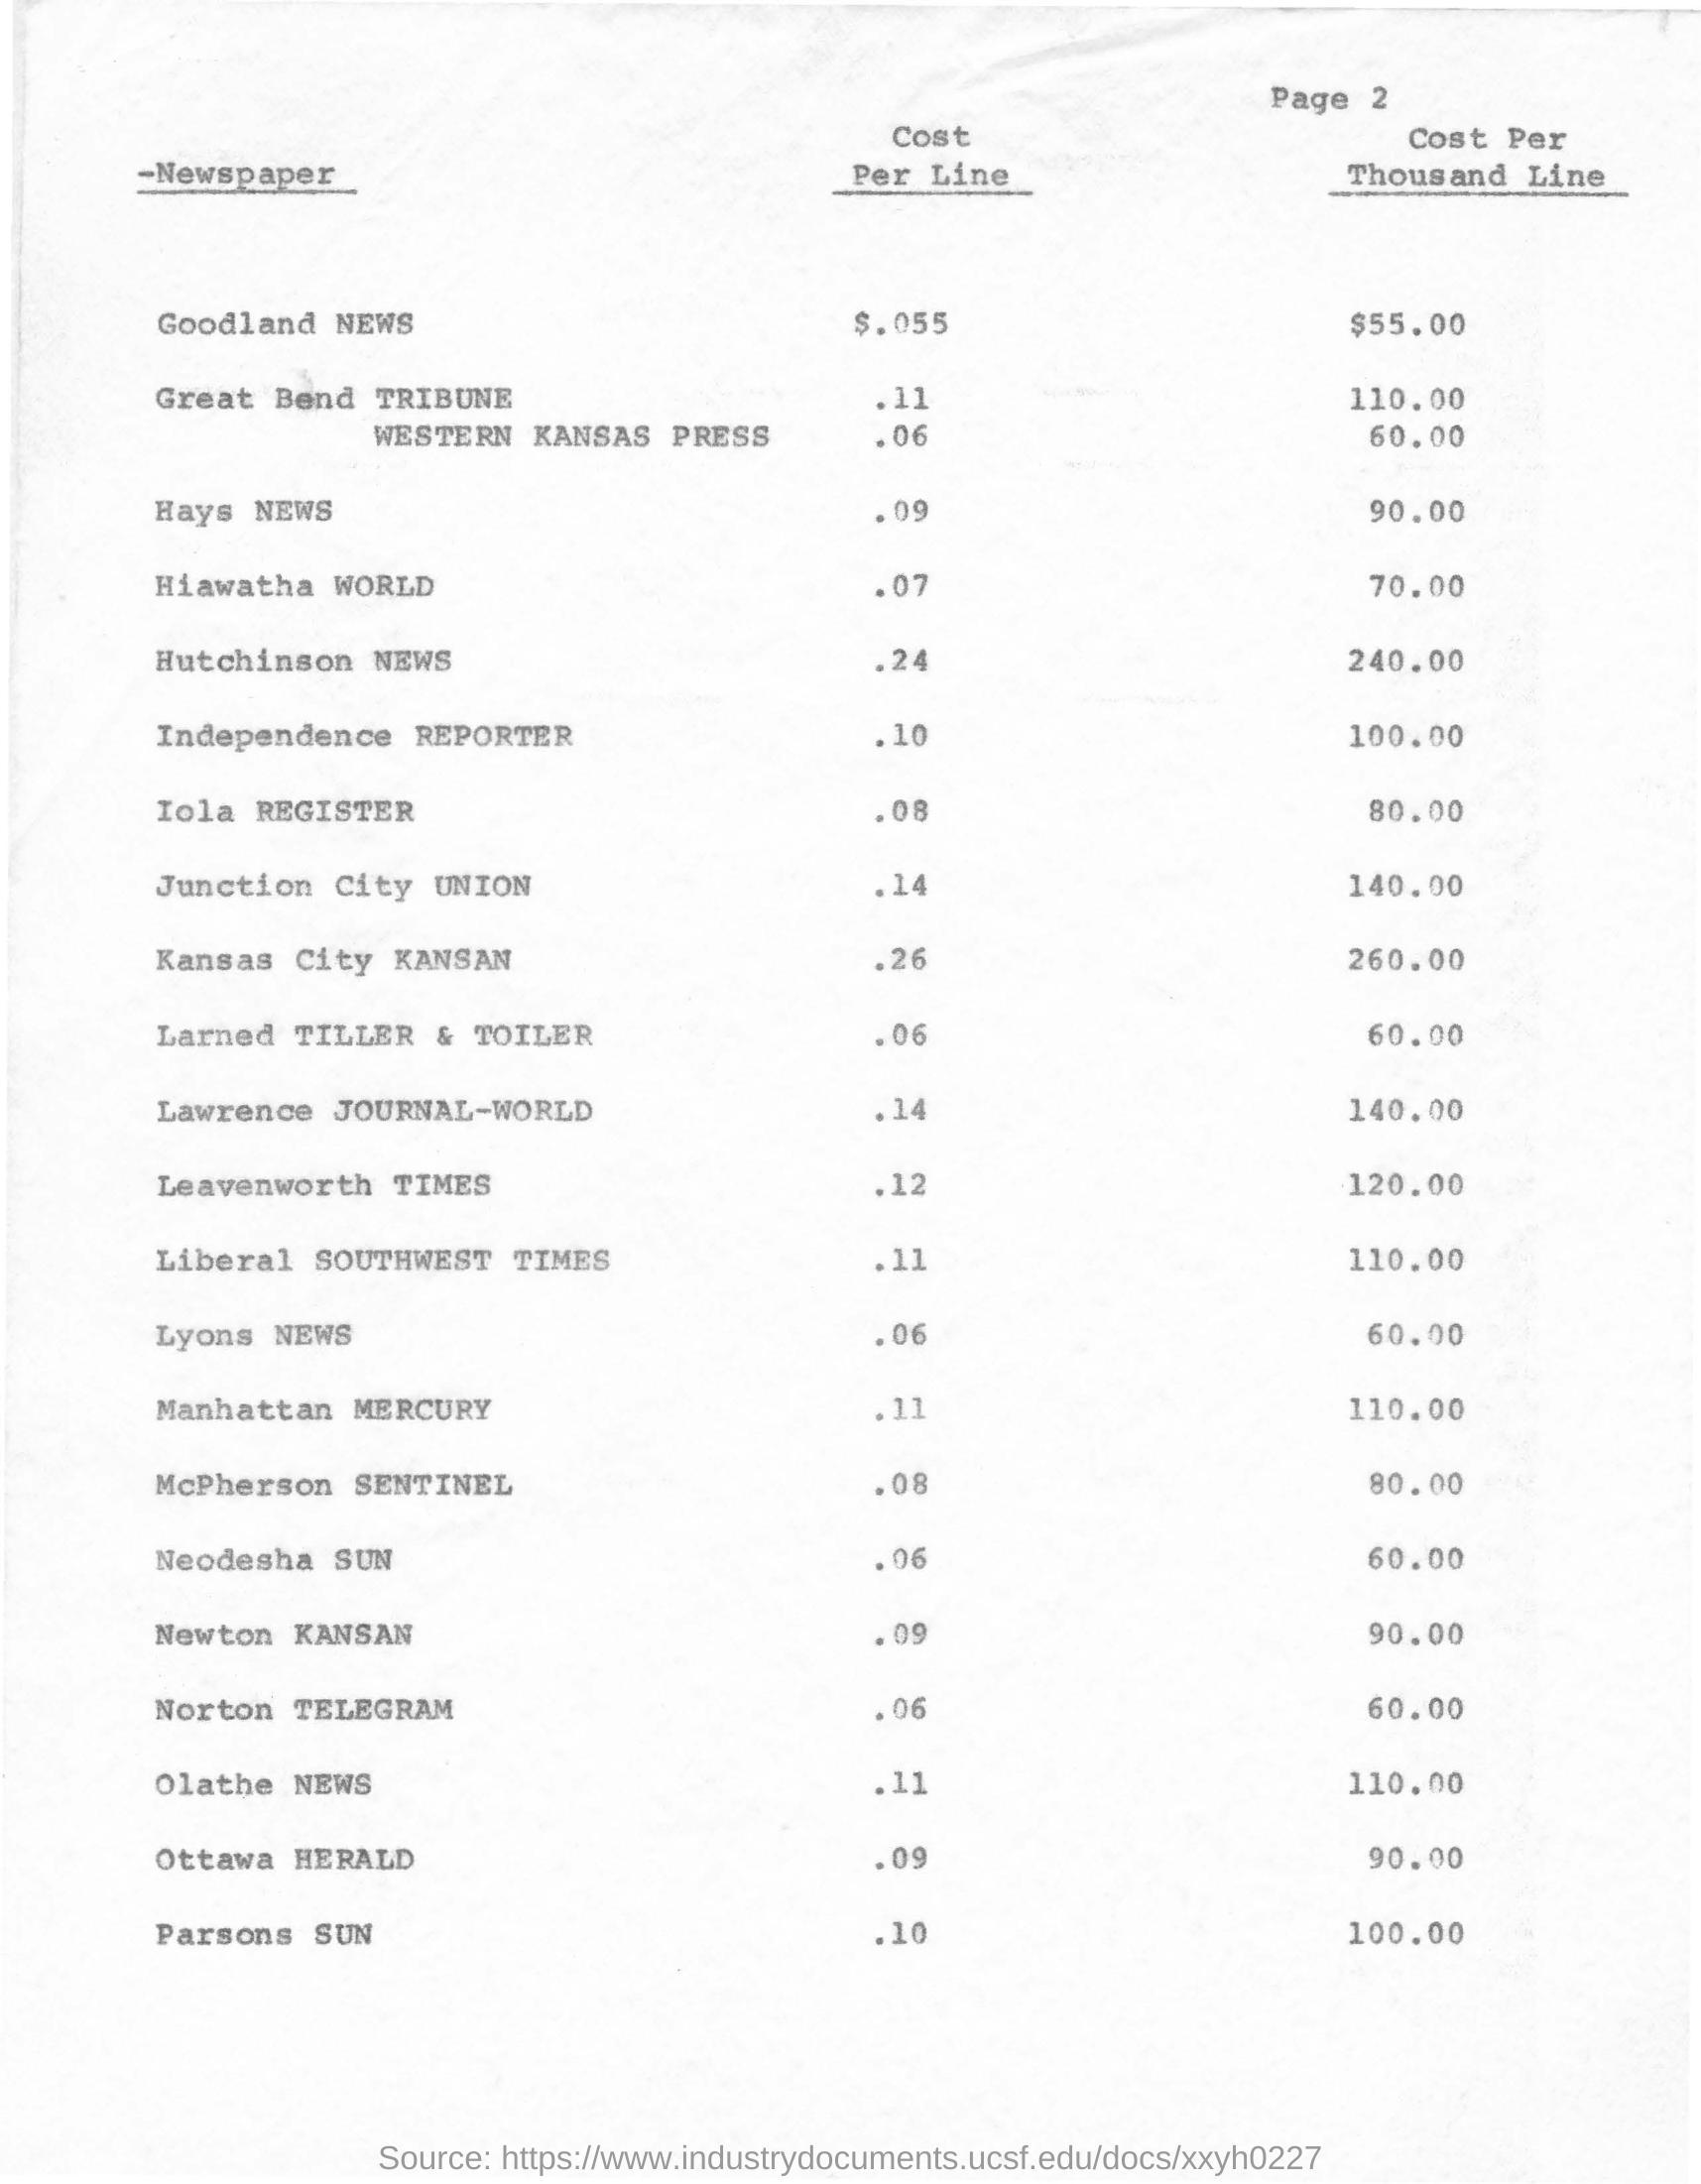 Page 2
Cost Cost Per
-Newspaper Per Line Thousand Line
Goodland NEWS $.055 $55.00
Great Bend TRIBUNE .11 110.00
WESTERN KANSAS PRESS .06 60.00
Hays NEWS .09 90.00
Hiawatha WORLD .07 70.00
Hutchinson NEWS .24 240.00
Independence REPORTER .10 100.00
Iola REGISTER .08 80.00
Junction City UNION .14 140.00
Kansas City KANSAN .26 260.00
Larned TILLER & TOILER .06 60.00
Lawrence JOURNAL-WORLD .14 140.00
Leavenworth TIMES .12 120.00
Liberal SOUTHWEST TIMES .11 110.00
Lyons NEWS .06 60.00
Manhattan MERCURY .11 110.00
McPherson SENTINEL .08 80.00
Neodesha SUN .06 60.00
Newton KANSAN .09 90.00
Norton TELEGRAM .06 60.00
Olathe NEWS .11 110.00
Ottawa HERALD .09 90.00
Parsons SUN .10 100.00
Source: https://www.industrydocuments.ucsf.edu/docs/xxyh0227